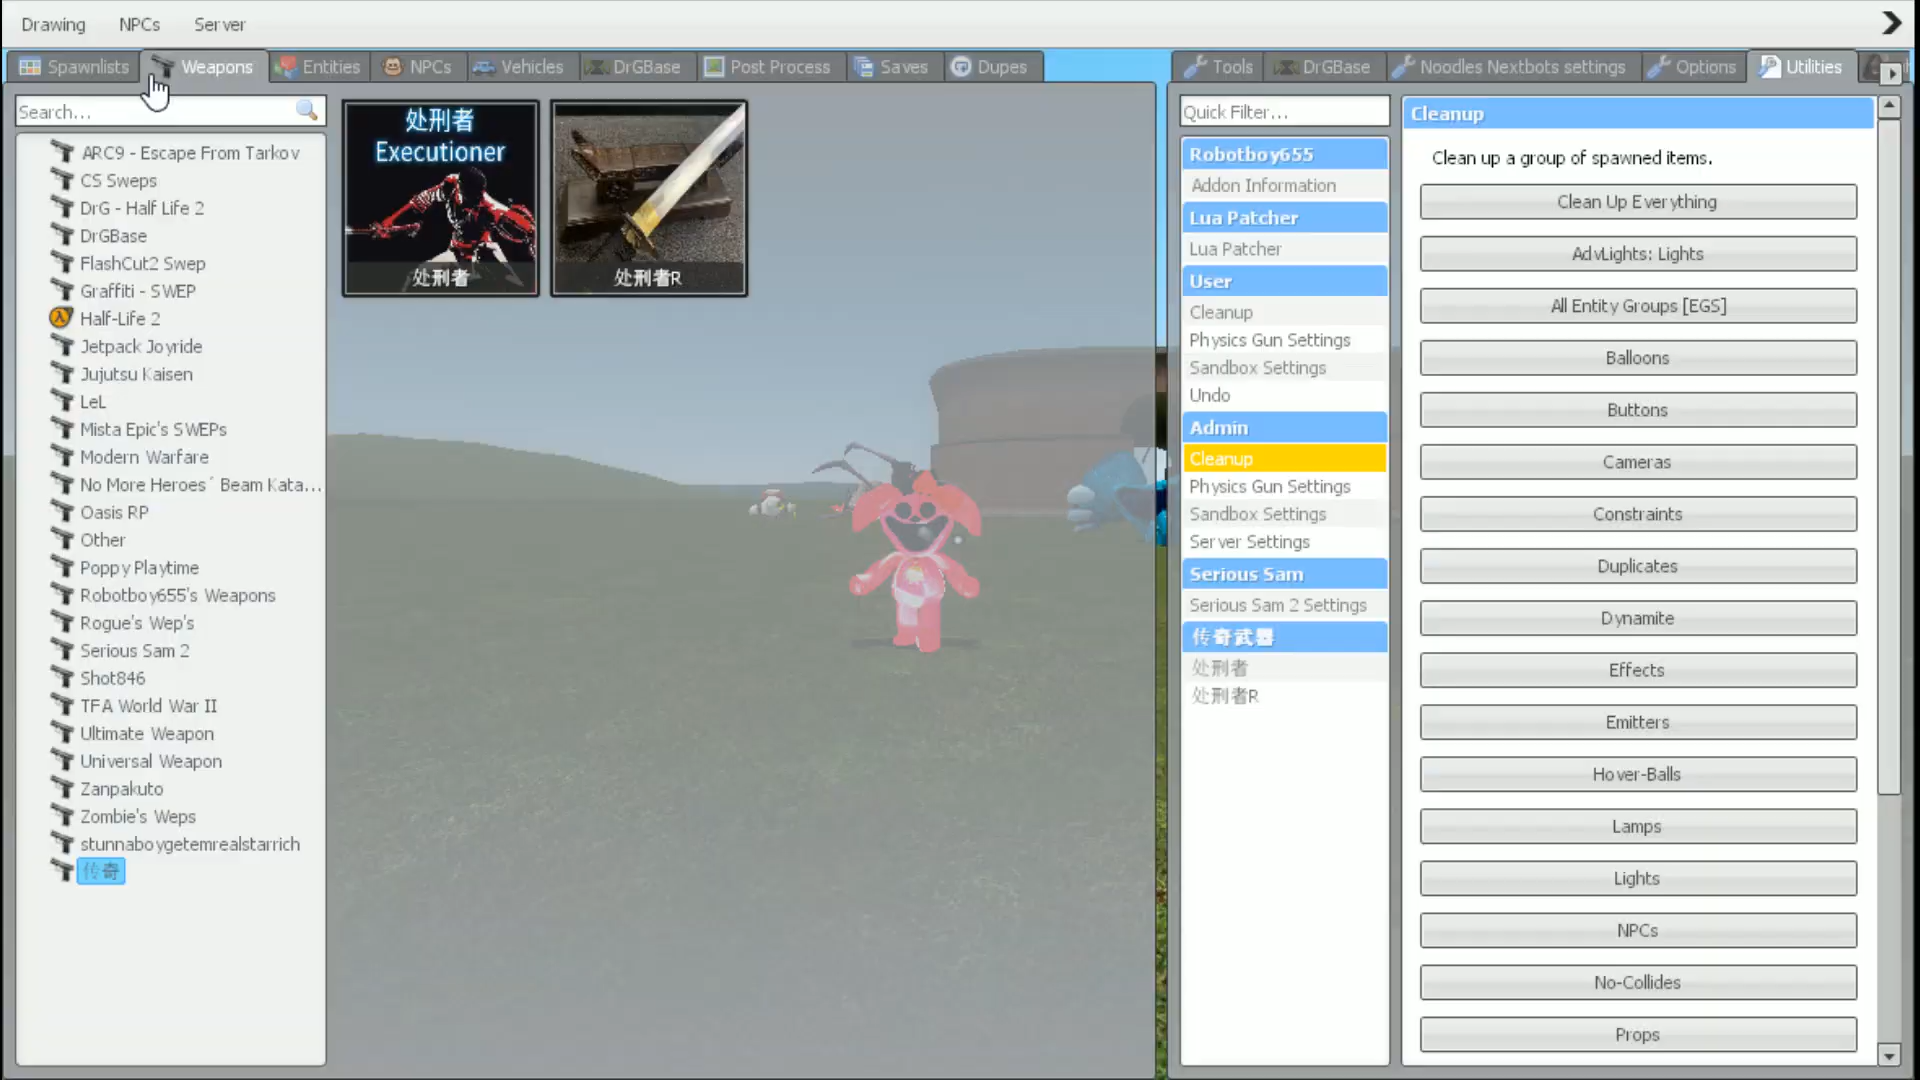 Drawing NPCs Server
Spawnlists Weapons Entities NPCs Vehicles DrGBase Post Process Saves Dupes
Search...
ARC9 - Escape From Tarkov
CS Sweps
DrG - Half Life 2
DrGBase
FlashCut2 Swep
Graffiti - SWEP
Half-Life 2
Jetpack Joyride
Jujutsu Kaisen
LeL
Mista Epic's SWEPs
Modern Warfare
No More Heroes´ Beam Kata...
Oasis RP
Other
Poppy Playtime
Robotboy655's Weapons
Rogue's Wep's
Serious Sam 2
Shot846
TFA World War II
Ultimate Weapon
Universal Weapon
Zanpakuto
Zombie's Weps
stunnaboygetemrealstarrich
传奇
处刑者
Executioner
处刑者
处刑者R
Tools DrGBase Noodles Nextbots settings Options Utilities
Quick Filter...
Robotboy655
Addon Information
Lua Patcher
Lua Patcher
User
Cleanup
Physics Gun Settings
Sandbox Settings
Undo
Admin
Cleanup
Physics Gun Settings
Sandbox Settings
Server Settings
Serious Sam
Serious Sam 2 Settings
传奇武器
处刑者
处刑者R
Cleanup
Clean up a group of spawned items.
Clean Up Everything
AdvLights: Lights
All Entity Groups [EGS]
Balloons
Buttons
Cameras
Constraints
Duplicates
Dynamite
Effects
Emitters
Hover-Balls
Lamps
Lights
NPCs
No-Collides
Props